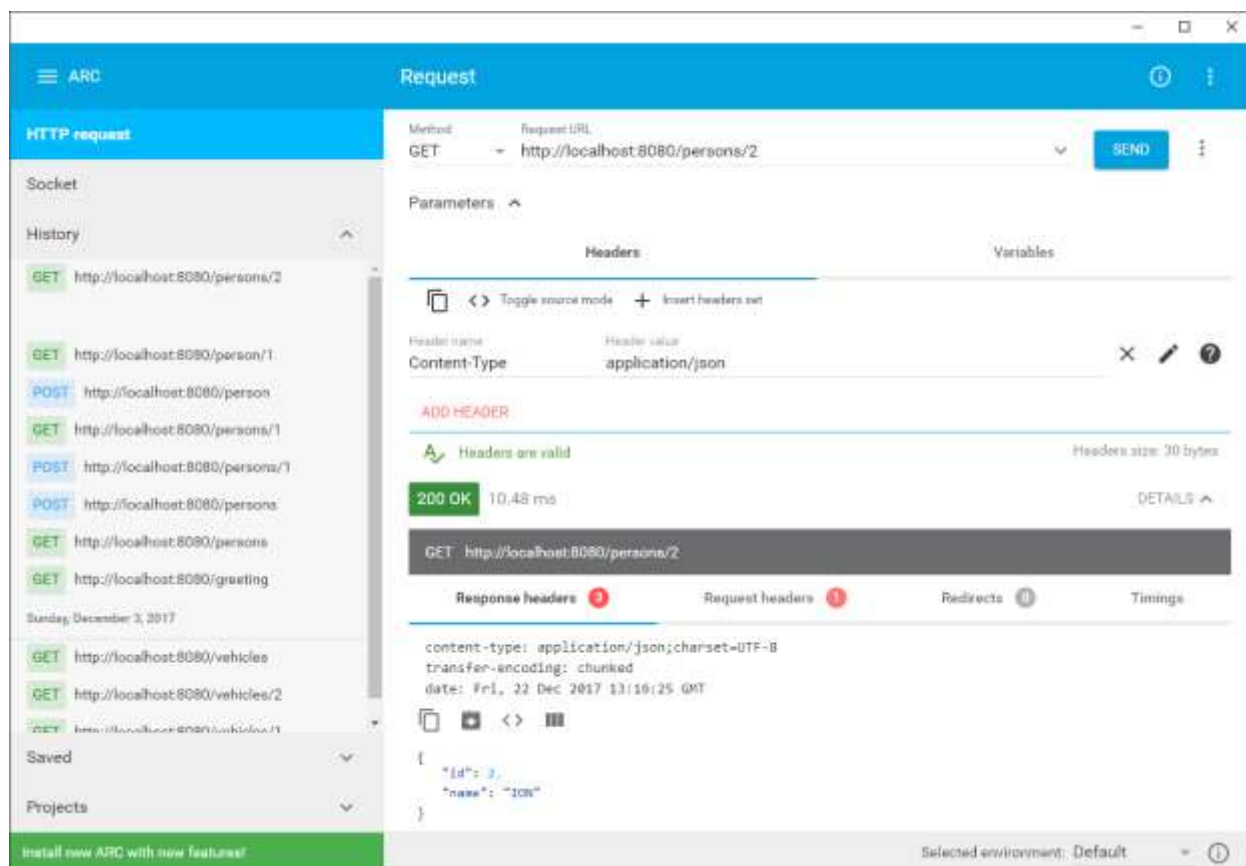 ARC
Request
HTTP request
Socket
History
GET http://localhost:8080/persons/2
GET http://localhost:8080/person/1
POST http://localhost:8080/person
GET http://localhost:8080/persons/1
POST http://localhost:8080/persons/1
POST http://localhost:8080/persons
GET http://localhost:8080/persons
GET http://localhost:8080/greeting
Sunday, December 3, 2017
GET http://localhost:8080/vehicles
GET http://localhost:8080/vehicles/2
GET http://localhost:8080/vehicles/1
Saved
Projects
Install new ARC with new features!
Method Request URL
GET http://localhost:8080/persons/2
SEND
Parameters
Headers Variables
Toggle source mode Insert headers set
Header name Header value
Content-Type application/json
ADD HEADER
Headers are valid Headers size: 30 bytes
200 OK 10.48 ms DETAILS
GET http://localhost:8080/persons/2
Response headers 3 Request headers 1 Redirects 0 Timings
content-type: application/json;charset=UTF-8
transfer-encoding: chunked
date: Fri, 22 Dec 2017 13:16:25 GMT
{
"id": 2,
"name": "ION"
}
Selected environment: Default